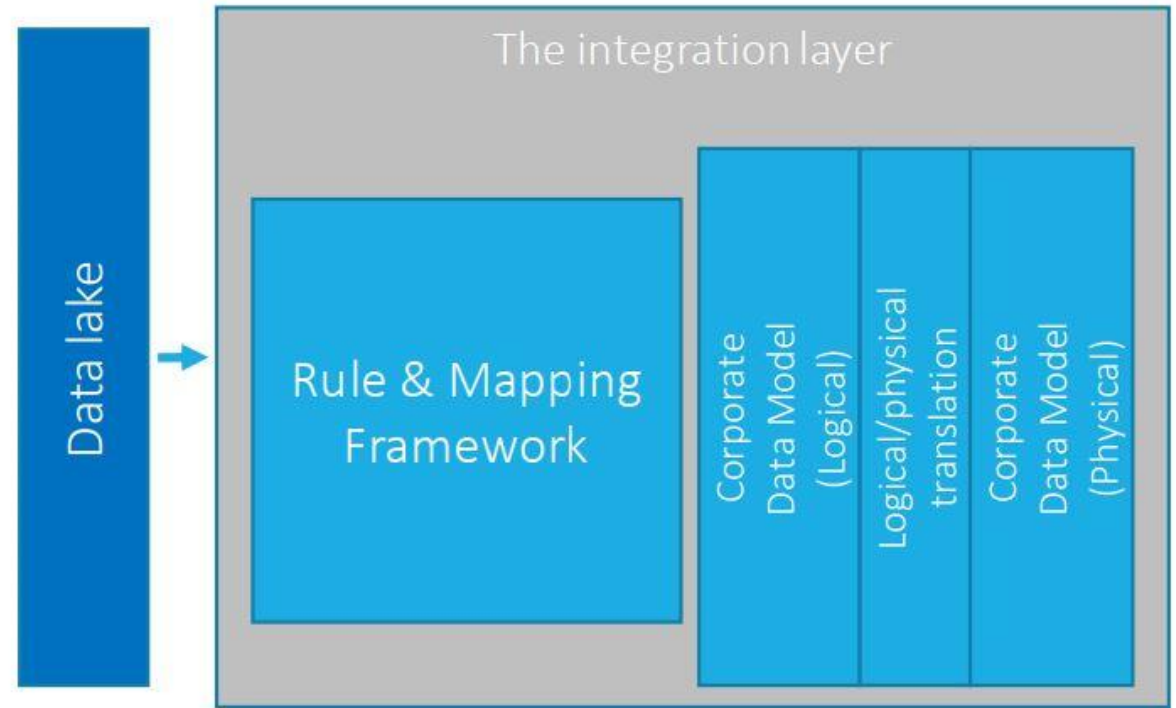 The integration layer
Data lake
Rule & Mapping
Framework
Corporate
Data Model
(Logical)
Logical/physical
translation
Corporate
Data Model
(Physical)